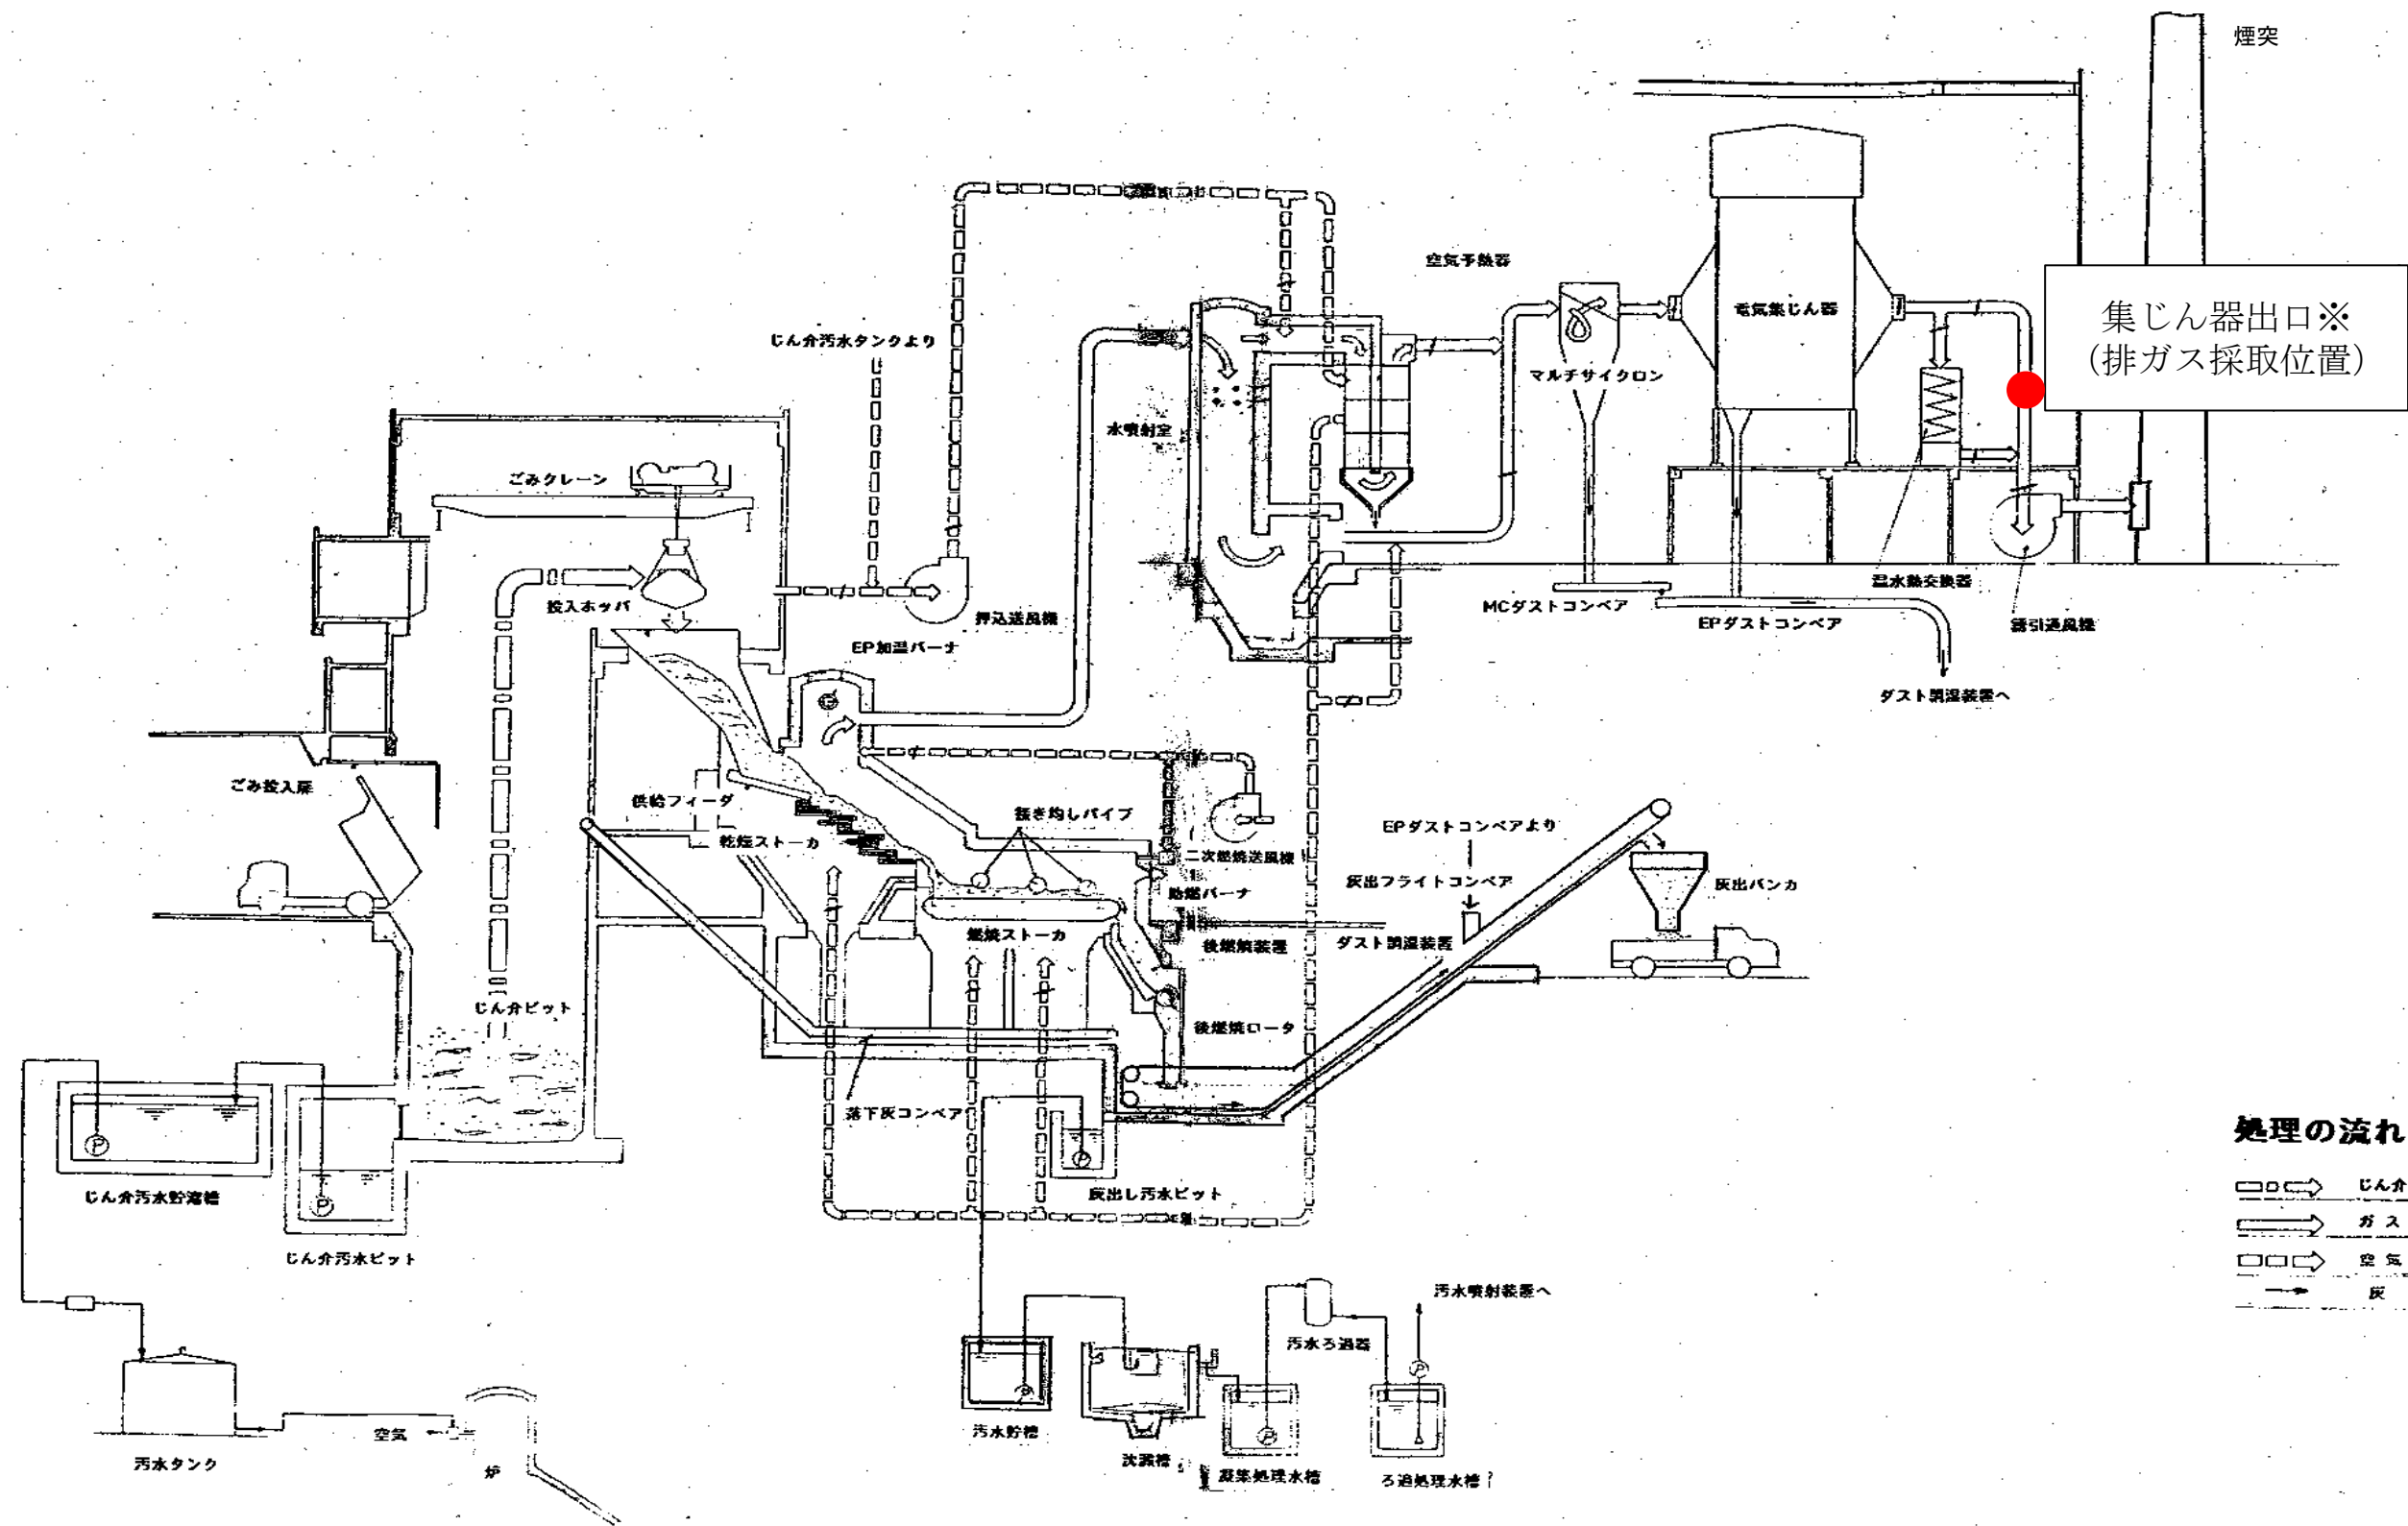 煙突
空気予熱器
電気集じん器
集じん器出口※
(排ガス採取位置)
じん介汚水タンクより
マルチサイクロン
水噴射室
ごみクレーン
投入ホッパ
押込送風機
温水熱交換器
MCダストコンベア
EPダストコンベア
誘引通風機
EP加温バーナ
ダスト調湿装置へ
ごみ投入扉
供給フィーダ
掻き均しパイプ
乾燥ストーカ
EPダストコンベアより
二次燃焼送風機
灰出フライトコンベア
灰出バンカ
助燃バーナ
燃焼ストーカ
後燃焼装置
ダスト調湿装置
じん介ピット
後燃焼ロータ
落下灰コンベア
処理の流れ
じん介
ガス
空気
灰
じん介汚水貯溜槽
灰出し汚水ピット
じん介汚水ピット
汚水噴射装置へ
汚水ろ過器
汚水貯槽
沈澱槽
凝集処理水槽
ろ過処理水槽
空気
炉
汚水タンク
P
P
P
P
P
P